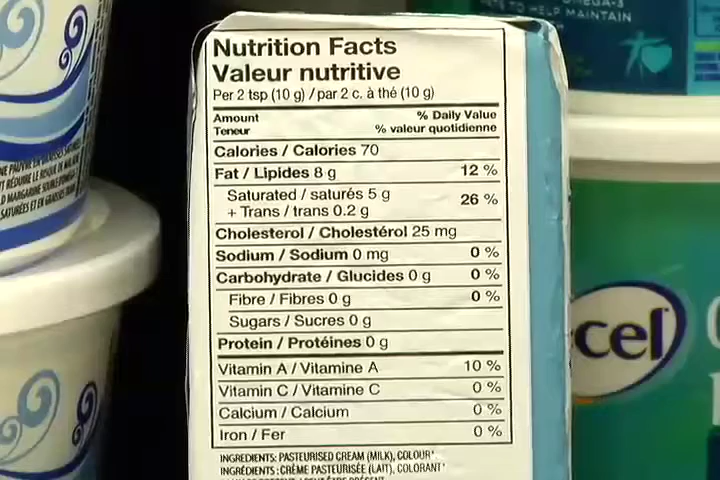 Nutrition Facts
Valeur nutritive
Per 2 tsp (10 g) / par 2 c. à thé (10 g)
Amount % Daily Value
Teneur % valeur quotidienne
Calories / Calories 70
Fat / Lipides 8 g 12 %
Saturated / saturés 5 g
+ Trans / trans 0.2 g 26 %
Cholesterol / Cholestérol 25 mg
Sodium / Sodium 0 mg 0 %
Carbohydrate / Glucides 0 g 0 %
Fibre / Fibres 0 g 0 %
Sugars / Sucres 0 g
Protein / Protéines 0 g
Vitamin A / Vitamine A 10 %
Vitamin C / Vitamine C 0 %
Calcium / Calcium 0 %
Iron / Fer 0 %
INGREDIENTS: PASTEURISED CREAM (MILK), COLOUR*
INGRÉDIENTS: CRÈME PASTEURISÉE (LAIT), COLORANT*
TO HELP MAINTAIN
cel